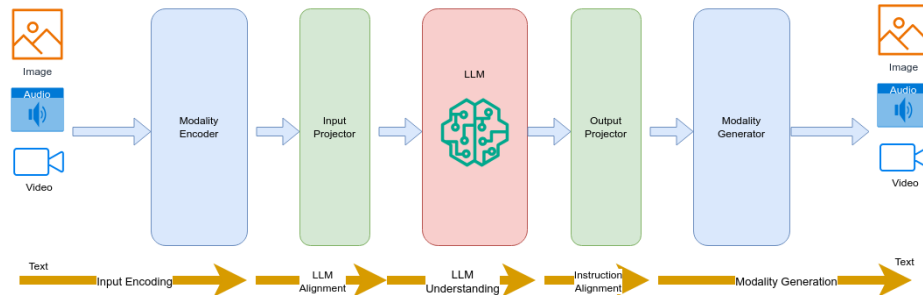 Image
Audio
Video
Text
Modality
Encoder
Input
Projector
LLM
Output
Projector
Modality
Generator
Image
Audio
Video
Text
Input Encoding
LLM
Alignment
LLM
Understanding
Instruction
Alignment
Modality Generation